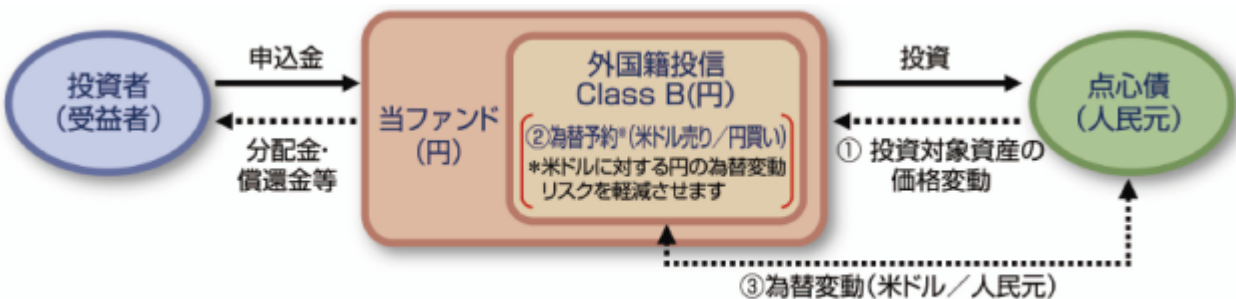 投資者
(受益者)
申込金
分配金・
償還金等
当ファンド
(円)
外国籍投信
Class B(円)
②為替予約*(米ドル売り／円買い)
*米ドルに対する円の為替変動
リスクを軽減させます
投資
① 投資対象資産の
価格変動
点心債
(人民元)
③為替変動(米ドル／人民元)